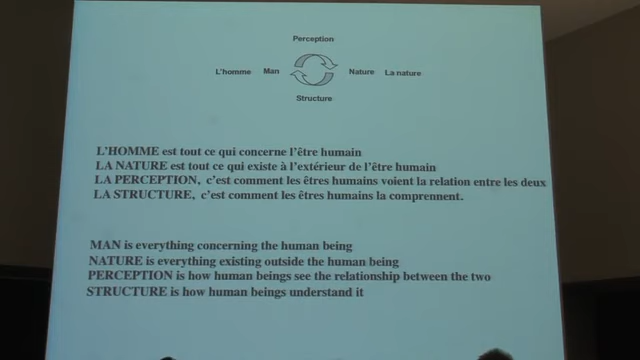 Perception
L'homme Man Nature La nature
Structure
L'HOMME est tout ce qui concerne l'être humain
LA NATURE est tout ce qui existe à l'extérieur de l'être humain
LA PERCEPTION, c'est comment les êtres humains voient la relation entre les deux
LA STRUCTURE, c'est comment les êtres humains la comprennent.
MAN is everything concerning the human being
NATURE is everything existing outside the human being
PERCEPTION is how human beings see the relationship between the two
STRUCTURE is how human beings understand it